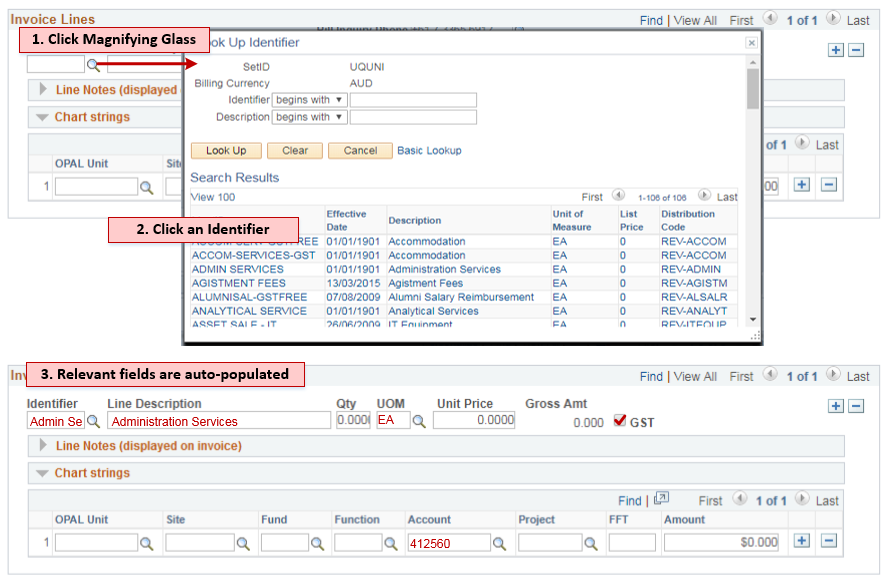 Invoice Lines
Find | View All First 1 of 1 Last
1. Click Magnifying Glass
Look Up Identifier
SetID UQUNI
Billing Currency AUD
Identifier begins with
Description begins with
Look Up Clear Cancel Basic Lookup
Search Results
View 100 First 1-106 of 106 Last
Effective Date Description Unit of Measure List Price Distribution Code
2. Click an Identifier
ACCOM-SERV-GSTFREE 01/01/1901 Accommodation EA 0 REV-ACCOM
ACCOM-SERVICES-GST 01/01/1901 Accommodation EA 0 REV-ACCOM
ADMIN SERVICES 01/01/1901 Administration Services EA 0 REV-ADMIN
AGISTMENT FEES 13/03/2015 Agistment Fees EA 0 REV-AGISTM
ALUMNISAL-GSTFREE 07/08/2009 Alumni Salary Reimbursement EA 0 REV-ALSALR
ANALYTICAL SERVICE 01/01/1901 Analytical Services EA 0 REV-ANALYT
ASSET SALE - IT 26/06/2009 IT Equipment EA 0 REV-ITEQUP
Line Notes (displayed
Chart strings
of 1 Last
OPAL Unit Site
1 00
3. Relevant fields are auto-populated
Find | View All First 1 of 1 Last
Identifier Line Description Qty UOM Unit Price Gross Amt
Admin Se Administration Services 0.000 EA 0.0000 0.000 GST
Line Notes (displayed on invoice)
Chart strings
Find | First 1 of 1 Last
OPAL Unit Site Fund Function Account Project FFT Amount
1 412560 $0.000